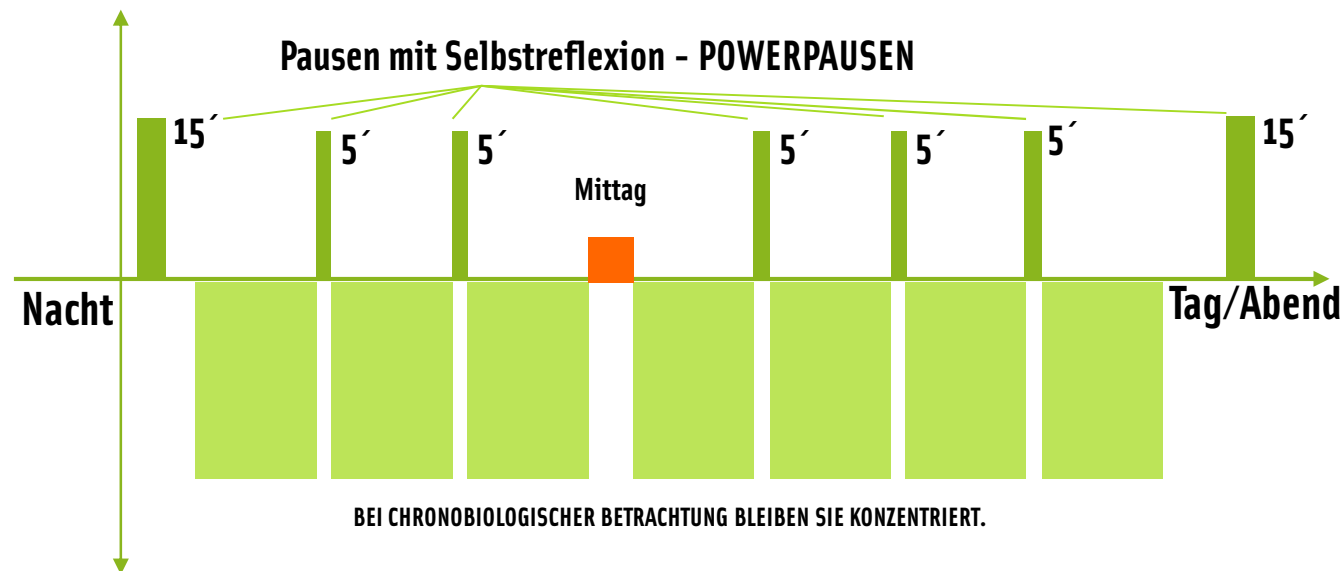 Pausen mit Selbstreflexion - POWERPAUSEN
15´
5´
5´
Mittag
5´
5´
5´
15´
Nacht
Tag/Abend
BEI CHRONOBIOLOGISCHER BETRACHTUNG BLEIBEN SIE KONZENTRIERT.